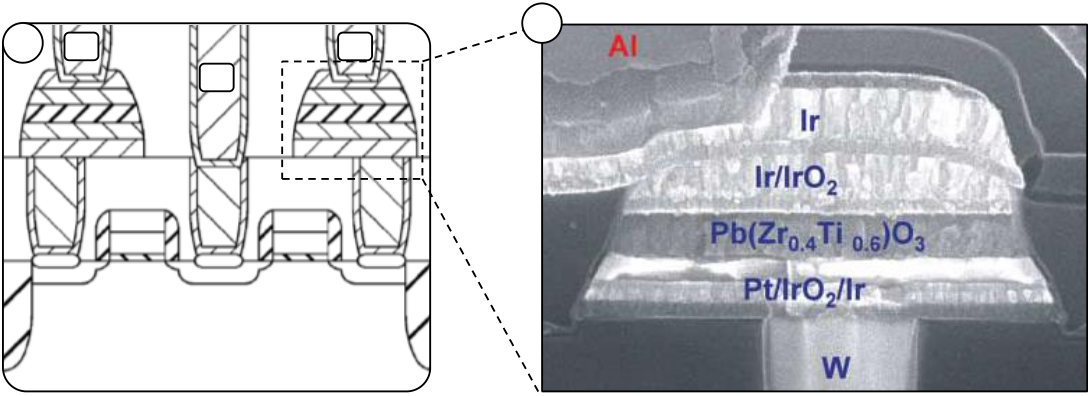 Al
Ir
Ir/IrO₂
Pb(Zr₀.₄Ti ₀.₆)O₃
Pt/IrO₂/Ir
W